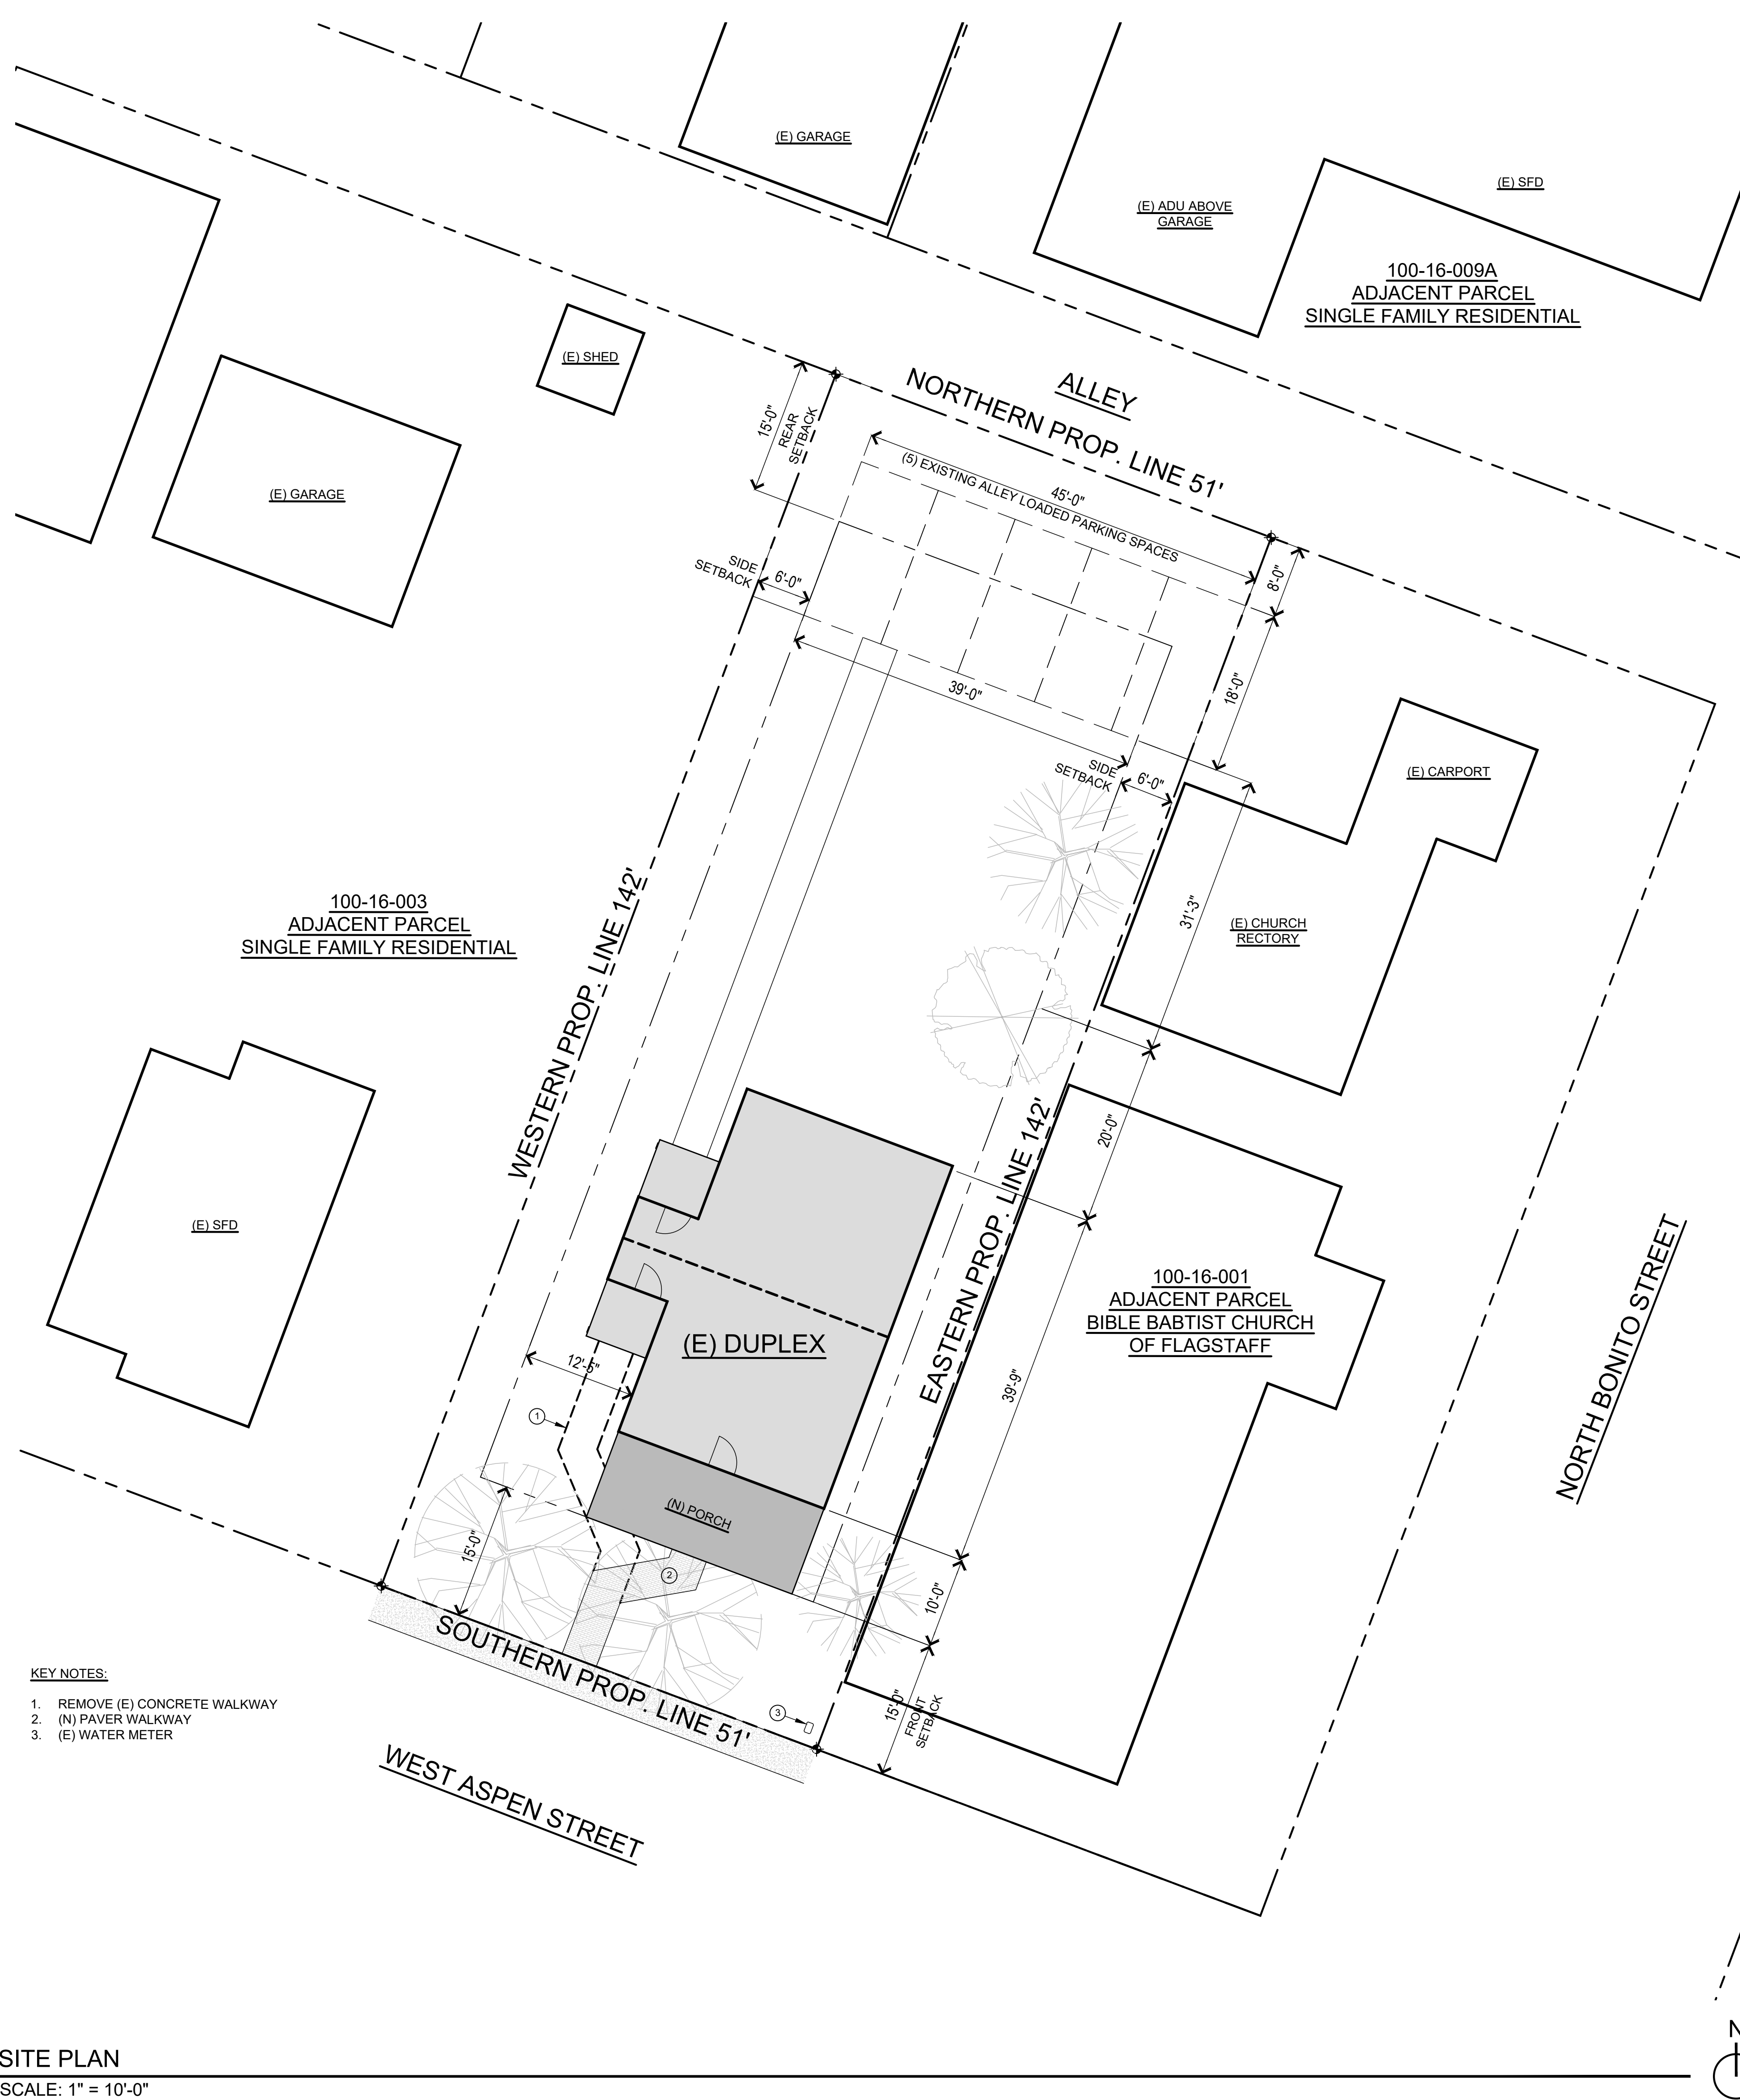 (E) GARAGE
(E) SFD
(E) ADU ABOVE
GARAGE
100-16-009A
ADJACENT PARCEL
SINGLE FAMILY RESIDENTIAL
(E) SHED
ALLEY
NORTHERN PROP. LINE 51'
15'-0"
REAR
SETBACK
(5) EXISTING ALLEY LOADED PARKING SPACES
45'-0"
(E) GARAGE
SIDE
SETBACK
6'-0"
8'-0"
39'-0"
18'-0"
SIDE
SETBACK
6'-0"
(E) CARPORT
100-16-003
ADJACENT PARCEL
SINGLE FAMILY RESIDENTIAL
WESTERN PROP. LINE 142'
31'-3"
(E) CHURCH
RECTORY
20'-0"
EASTERN PROP. LINE 142'
(E) SFD
100-16-001
ADJACENT PARCEL
BIBLE BABTIST CHURCH
OF FLAGSTAFF
(E) DUPLEX
12'-5"
39'-9"
NORTH BONITO STREET
1
(N) PORCH
15'-0"
2
10'-0"
SOUTHERN PROP. LINE 51'
3
15'-0"
FRONT
SETBACK
KEY NOTES:
1. REMOVE (E) CONCRETE WALKWAY
2. (N) PAVER WALKWAY
3. (E) WATER METER
WEST ASPEN STREET
N
SITE PLAN
SCALE: 1" = 10'-0"